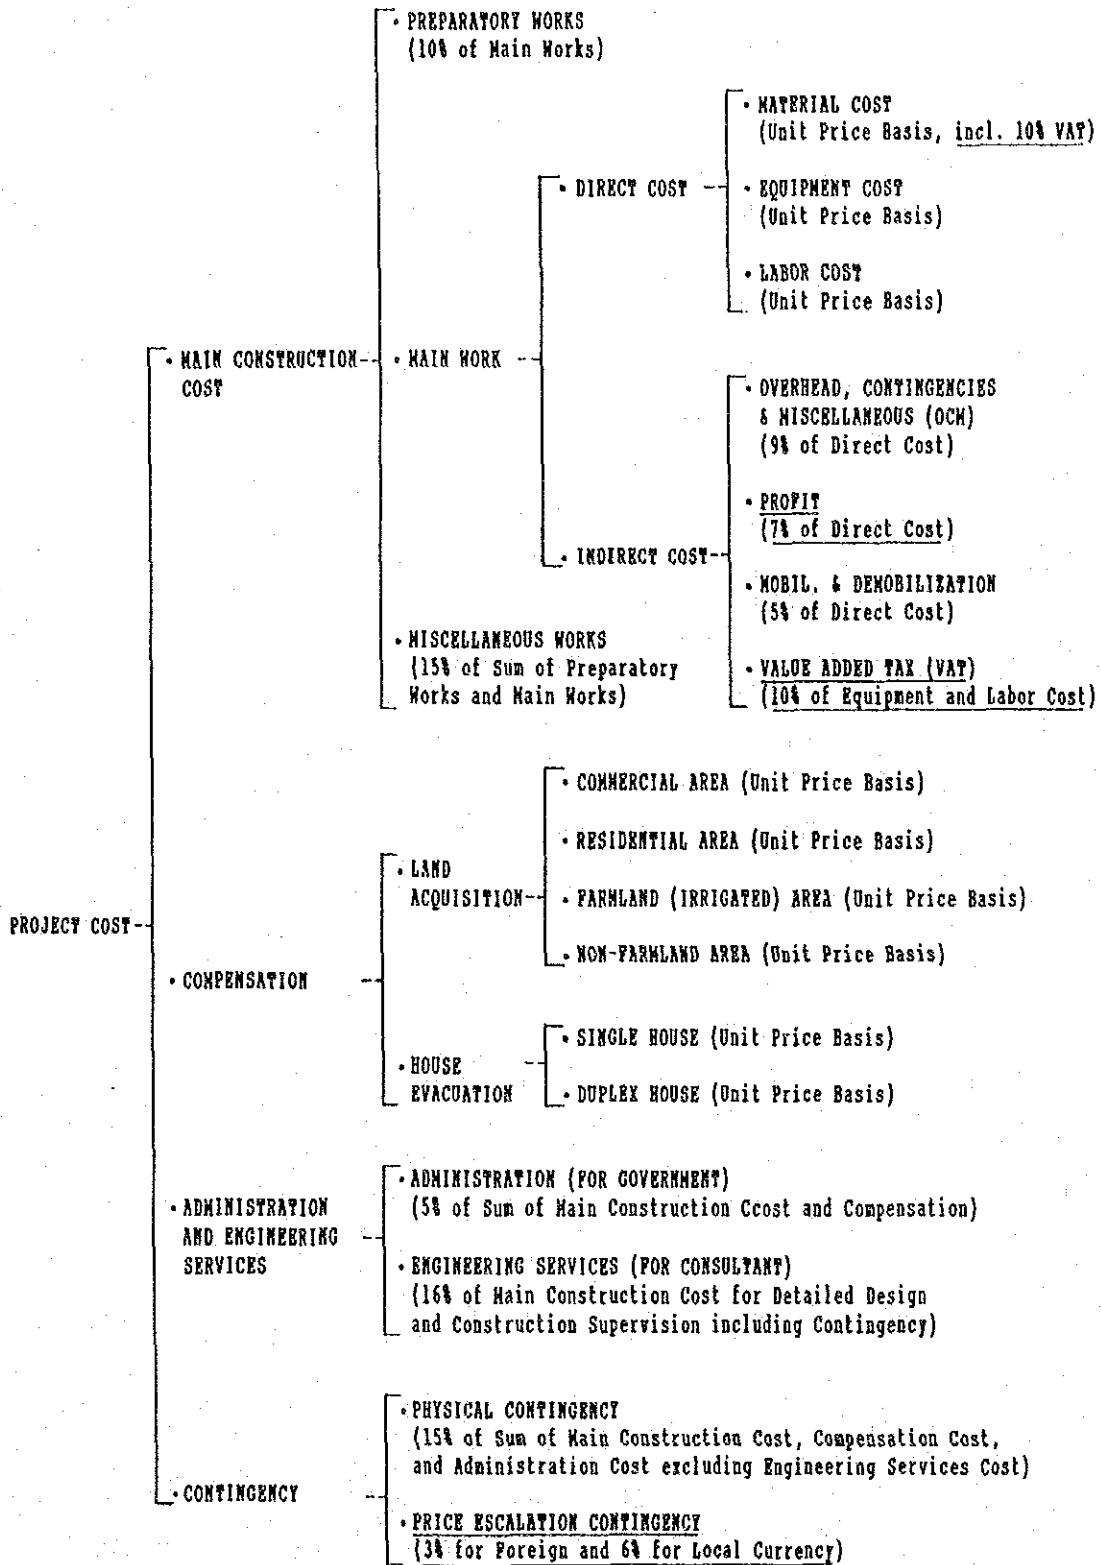 • PREPARATORY WORKS
(10% of Main Works)
• MATERIAL COST
(Unit Price Basis, incl. 10% VAT)
• DIRECT COST
• EQUIPMENT COST
(Unit Price Basis)
• LABOR COST
(Unit Price Basis)
• MAIN CONSTRUCTION
COST
• MAIN WORK
• OVERHEAD, CONTINGENCIES
& MISCELLANEOUS (OCM)
(9% of Direct Cost)
• PROFIT
(7% of Direct Cost)
• INDIRECT COST
• MOBIL. & DEMOBILIZATION
(5% of Direct Cost)
• MISCELLANEOUS WORKS
(15% of Sum of Preparatory
Works and Main Works)
• VALUE ADDED TAX (VAT)
(10% of Equipment and Labor Cost)
• COMMERCIAL AREA (Unit Price Basis)
• RESIDENTIAL AREA (Unit Price Basis)
• LAND
ACQUISITION
• FARMLAND (IRRIGATED) AREA (Unit Price Basis)
PROJECT COST
• NON-FARMLAND AREA (Unit Price Basis)
• COMPENSATION
• SINGLE HOUSE (Unit Price Basis)
• HOUSE
EVACUATION
• DUPLEX HOUSE (Unit Price Basis)
• ADMINISTRATION (FOR GOVERNMENT)
(5% of Sum of Main Construction Ccost and Compensation)
• ADMINISTRATION
AND ENGINEERING
SERVICES
• ENGINEERING SERVICES (FOR CONSULTANT)
(16% of Main Construction Cost for Detailed Design
and Construction Supervision including Contingency)
• PHYSICAL CONTINGENCY
(15% of Sum of Main Construction Cost, Compensation Cost,
and Administration Cost excluding Engineering Services Cost)
• CONTINGENCY
• PRICE ESCALATION CONTINGENCY
(3% for Foreign and 6% for Local Currency)